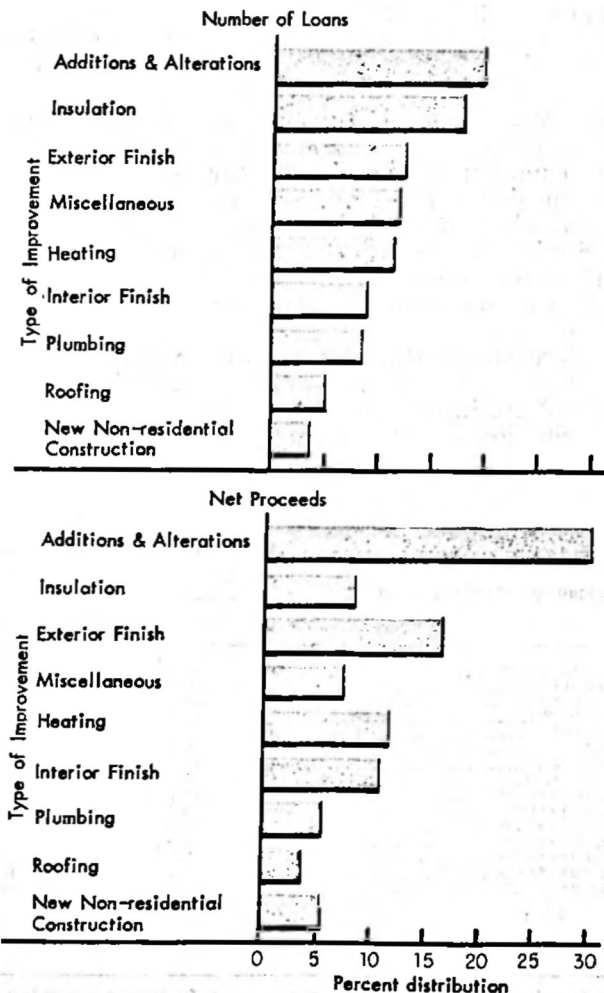 Number of Loans
Type of Improvement
Additions & Alterations
Insulation
Exterior Finish
Miscellaneous
Heating
Interior Finish
Plumbing
Roofing
New Non-residential
Construction
Net Proceeds
Type of Improvement
Additions & Alterations
Insulation
Exterior Finish
Miscellaneous
Heating
Interior Finish
Plumbing
Roofing
New Non-residential
Construction
0 5 10 15 20 25 30
Percent distribution